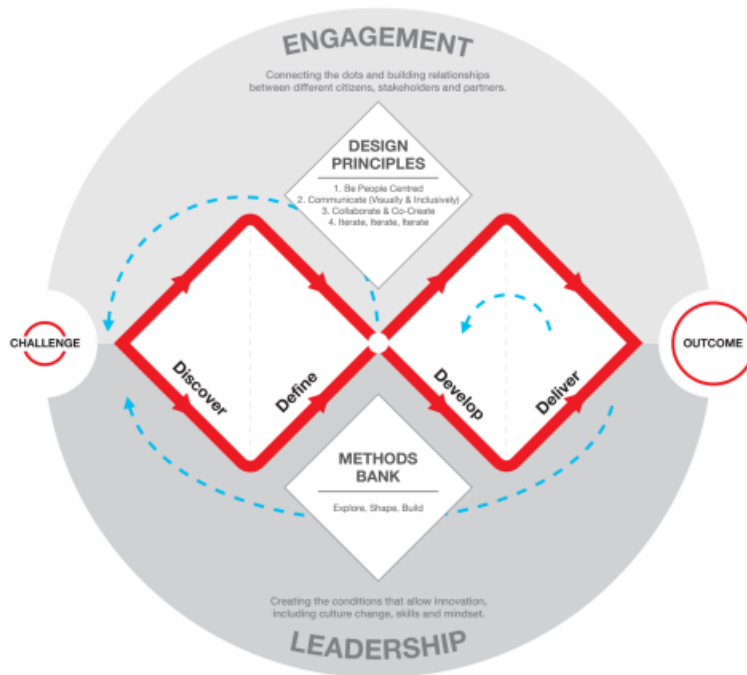 ENGAGEMENT
Connecting the dots and building relationships
between different citizens, stakeholders and partners.
DESIGN
PRINCIPLES
1. Be People Centred
2. Communicate (Visually & Inclusively)
3. Collaborate & Co-Create
4. Iterate, Iterate, Iterate
CHALLENGE
OUTCOME
Discover
Define
Develop
Deliver
METHODS
BANK
Explore, Shape, Build
Creating the conditions that allow innovation,
including culture change, skills and mindset.
LEADERSHIP